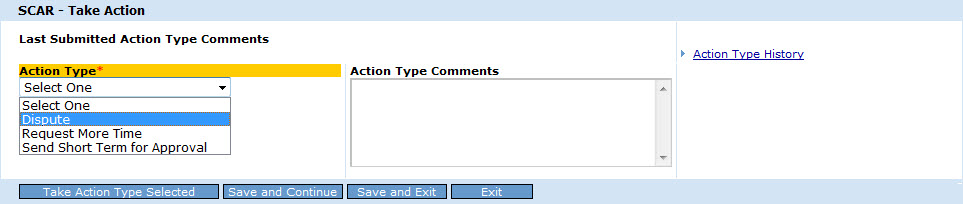 SCAR - Take Action
Last Submitted Action Type Comments
Action Type*
Select One
Select One
Dispute
Request More Time
Send Short Term for Approval
Action Type Comments
Action Type History
Take Action Type Selected
Save and Continue
Save and Exit
Exit